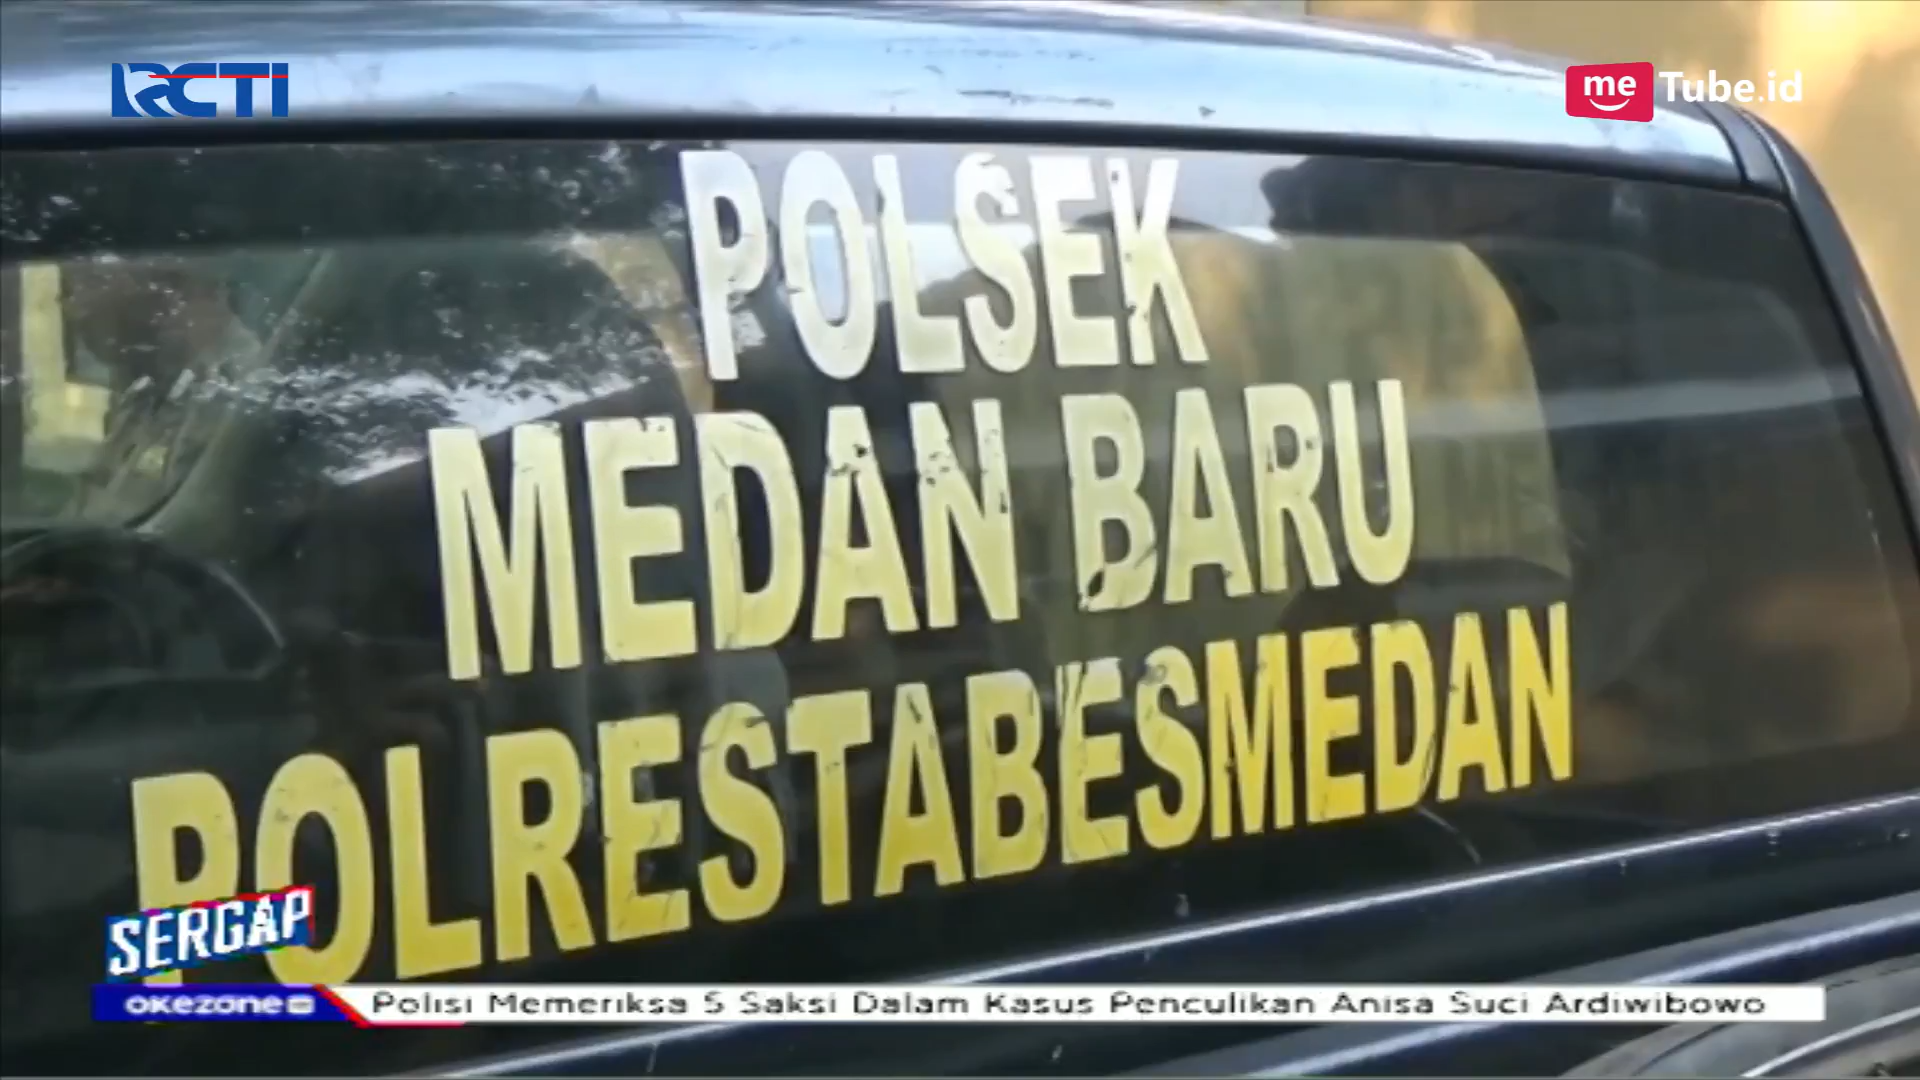 RCTI
me Tube.id
POLSEK
MEDAN BARU
POLRESTABESMEDAN
SERGAP
okezone
Polisi Memeriksa 5 Saksi Dalam Kasus Penculikan Anisa Suci Ardiwibowo